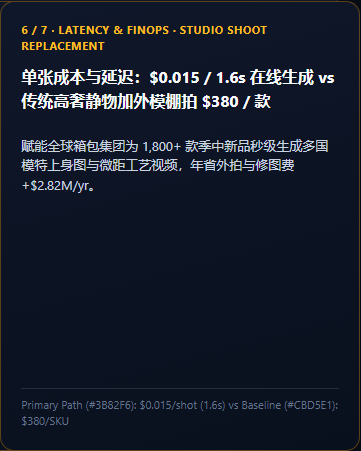 6 / 7 · LATENCY & FINOPS · STUDIO SHOOT
REPLACEMENT
单张成本与延迟：$0.015 / 1.6s 在线生成 vs
传统高奢静物加外模棚拍 $380 / 款
赋能全球箱包集团为 1,800+ 款季中新品秒级生成多国
模特上身图与微距工艺视频，年省外拍与修图费
+$2.82M/yr。
Primary Path (#3B82F6): $0.015/shot (1.6s) vs Baseline (#CBD5E1):
$380/SKU